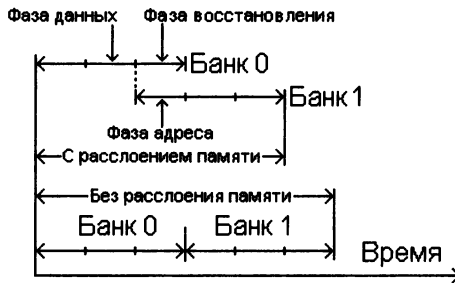 Фаза данных Фаза восстановления
Банк 0
Банк 1
Фаза адреса
С расслоением памяти
Без расслоения памяти
Банк 0 Банк 1
Время